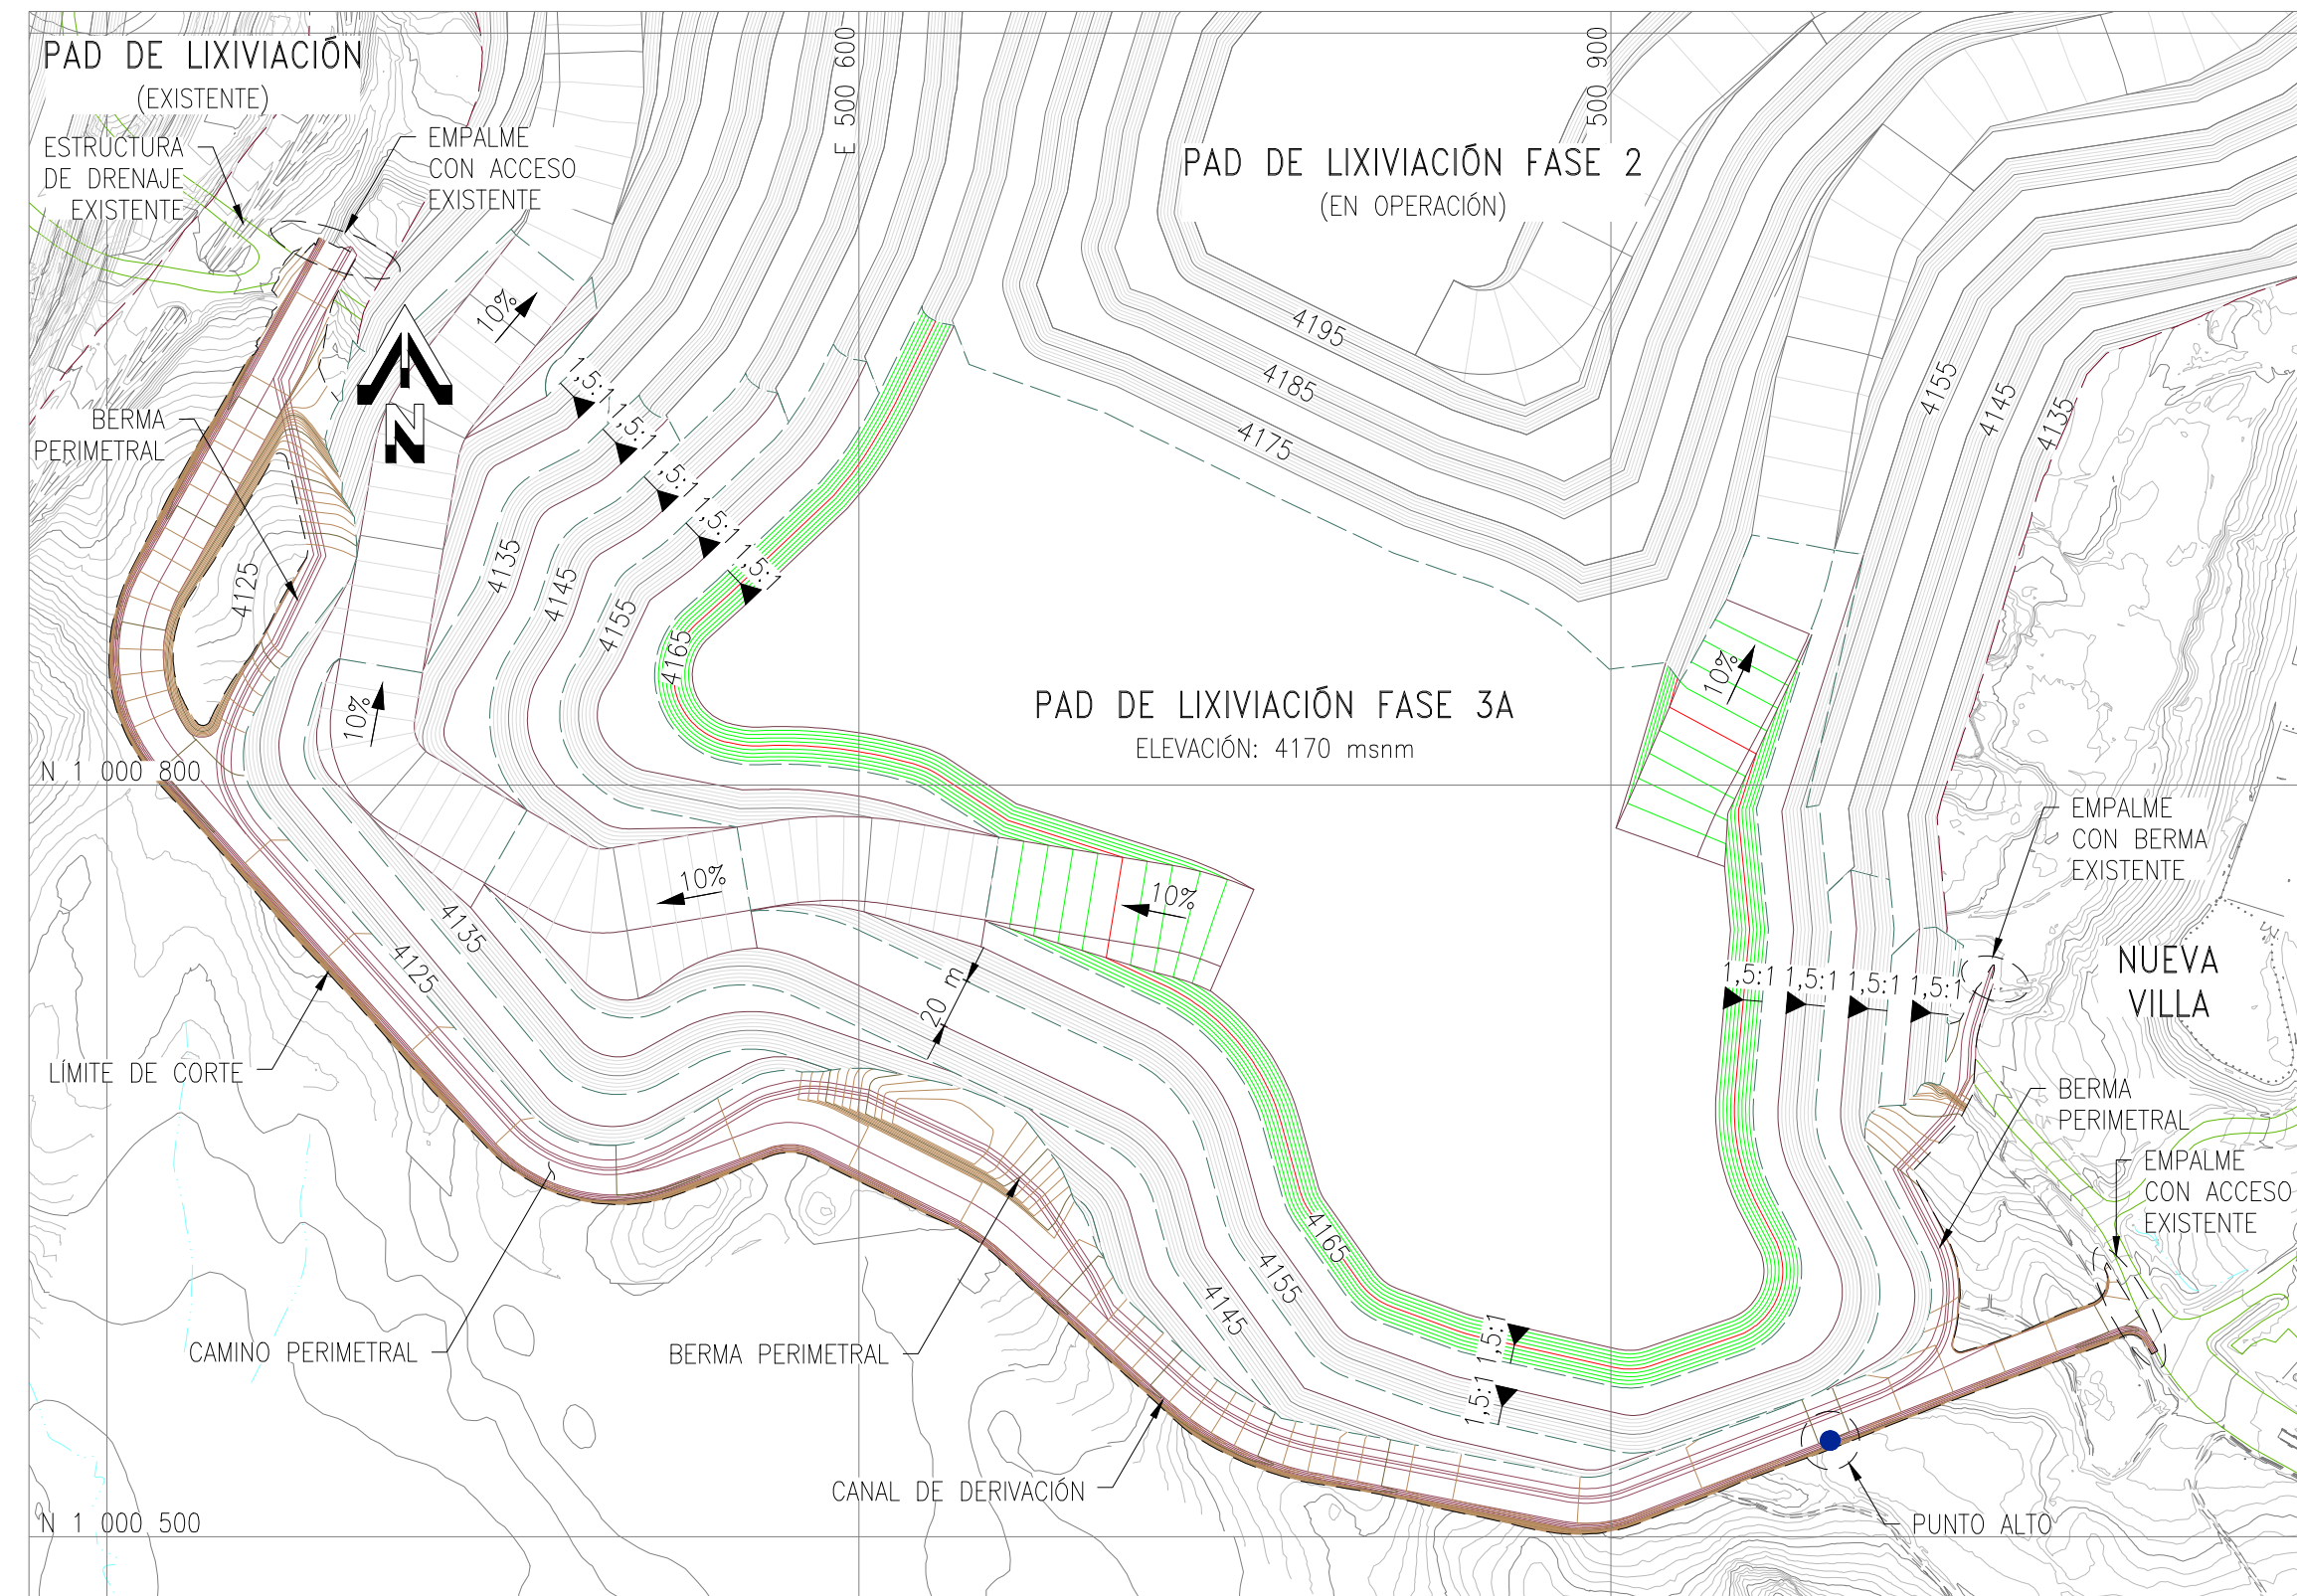 PAD DE LIXIVIACIÓN
(EXISTENTE)
ESTRUCTURA
DE DRENAJE
EXISTENTE
EMPALME
CON ACCESO
EXISTENTE
E 500 600
500 900
PAD DE LIXIVIACIÓN FASE 2
(EN OPERACIÓN)
10%
N
BERMA
PERIMETRAL
1,5:1
1,5:1
1,5:1
1,5:1
1,5:1
4195
4185
4175
4155
4145
4135
4125
4135
4145
4155
4165
10%
10%
PAD DE LIXIVIACIÓN FASE 3A
ELEVACIÓN: 4170 msnm
N 1 000 800
EMPALME
CON BERMA
EXISTENTE
10%
10%
4135
4125
20 m
1,5:1
1,5:1
1,5:1
1,5:1
NUEVA
VILLA
LÍMITE DE CORTE
BERMA
PERIMETRAL
EMPALME
CON ACCESO
EXISTENTE
4165
4155
4145
CAMINO PERIMETRAL
BERMA PERIMETRAL
1,5:1
1,5:1
CANAL DE DERIVACIÓN
N 1 000 500
PUNTO ALTO